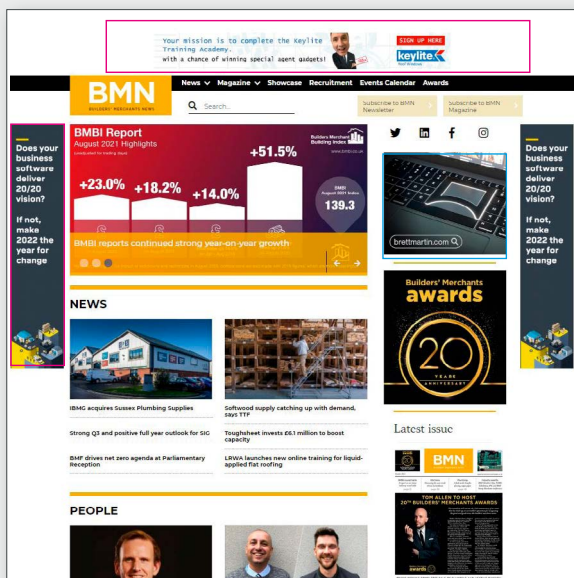 Your mission is to complete the Keylite
Training Academy.
with a chance of winning special agent gadgets!
SIGN UP HERE
keylite
BMN
BUILDERS' MERCHANTS NEWS
News Magazine Showcase Recruitment Events Calendar Awards
Search..
Subscribe to BMN
Newsletter
Subscribe to BMN
Magazine
Does your
business
software
deliver
20/20
vision?
If not,
make
2022 the
year for
change
BMBI Report
August 2021 Highlights
Builders Merchant
Building Index
www.bmbi.co.uk
+23.0%
+18.2%
+14.0%
+51.5%
BMBI
August 2021 Index
139.3
BMBI reports continued strong year-on-year growth
brettmartin.com
Does your
business
software
deliver
20/20
vision?
If not,
make
2022 the
year for
change
Builders' Merchants
awards
20
YEARS
ANNIVERSARY
NEWS
IBMG acquires Sussex Plumbing Supplies
Softwood supply catching up with demand,
says TTF
Strong Q3 and positive full year outlook for SIG
Toughsheet invests £6.1 million to boost
capacity
BMF drives net zero agenda at Parliamentary
Reception
LRWA launches new online training for liquid-
applied flat roofing
Latest issue
BMN
TOM ALLEN TO HOST
20TH BUILDERS' MERCHANTS AWARDS
awards
PEOPLE